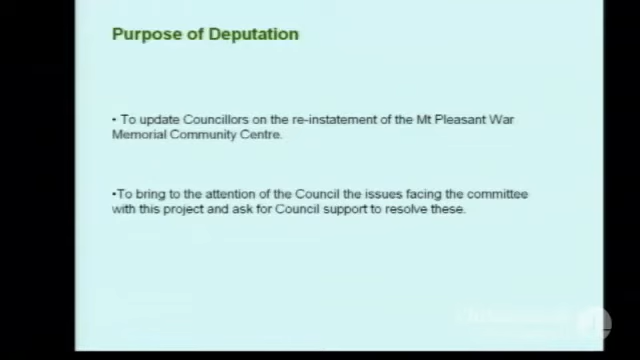 Purpose of Deputation
• To update Councillors on the re-instatement of the Mt Pleasant War
Memorial Community Centre.
•To bring to the attention of the Council the issues facing the committee
with this project and ask for Council support to resolve these.